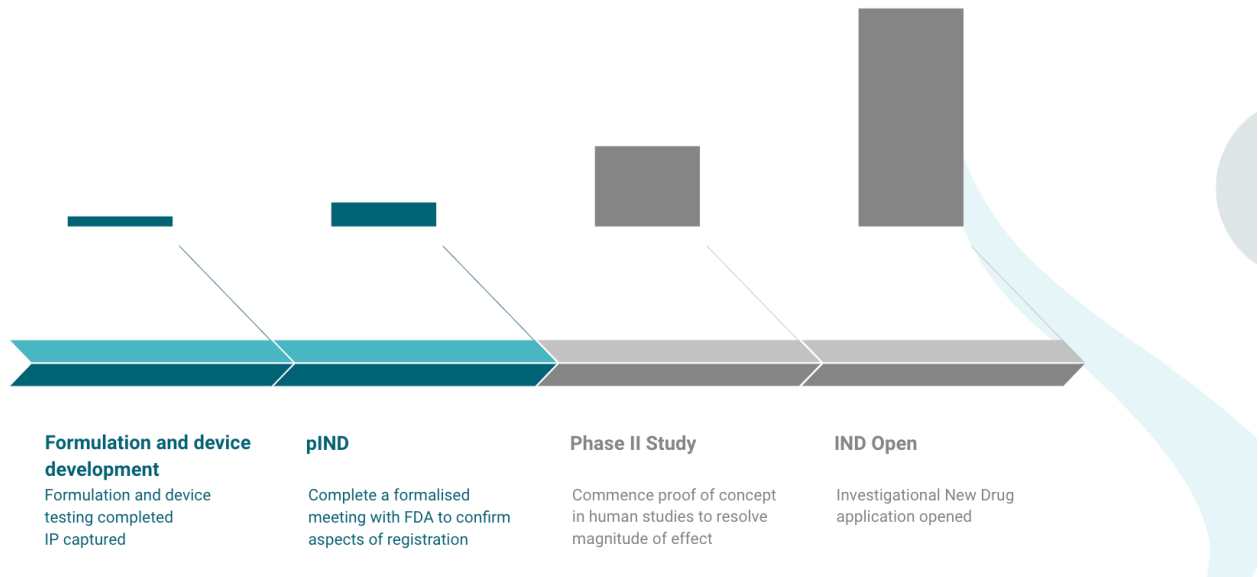 Formulation and device
development
Formulation and device
testing completed
IP captured
pIND
Complete a formalised
meeting with FDA to confirm
aspects of registration
Phase II Study
Commence proof of concept
in human studies to resolve
magnitude of effect
IND Open
Investigational New Drug
application opened